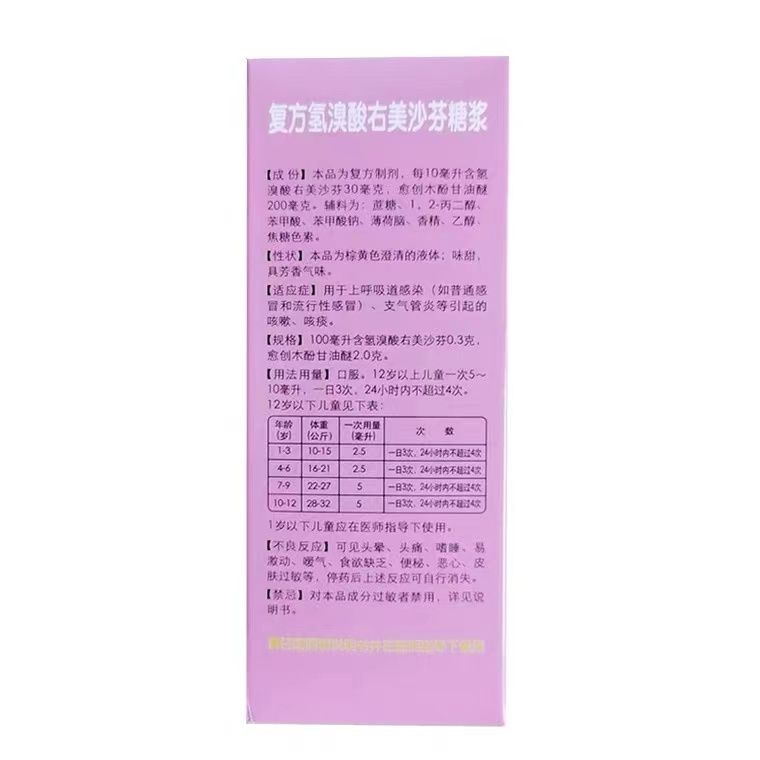 复方氢溴酸右美沙芬糖浆
【成份】本品为复方制剂，每10毫升含氢
溴酸右美沙芬30毫克，愈创木酚甘油醚
200毫克。辅料为：蔗糖、1，2-丙二醇、
苯甲酸、苯甲酸钠、薄荷脑、香精、乙醇、
焦糖色素。
【性状】本品为棕黄色澄清的液体；味甜，
具芳香气味。
【适应症】用于上呼吸道感染（如普通感
冒和流行性感冒）、支气管炎等引起的
咳嗽、咳痰。
【规格】100毫升含氢溴酸右美沙芬0.3克，
愈创木酚甘油醚2.0克。
【用法用量】口服。12岁以上儿童一次5～
10毫升，一日3次，24小时内不超过4次。
12岁以下儿童见下表：
年龄（岁） 体重（公斤） 一次用量（毫升） 次 数
1-3 10-15 2.5 一日3次，24小时内不超过4次
4-6 16-21 2.5 一日3次，24小时内不超过4次
7-9 22-27 5 一日3次，24小时内不超过4次
10-12 28-32 5 一日3次，24小时内不超过4次
1岁以下儿童应在医师指导下使用。
【不良反应】可见头晕、头痛、嗜睡、易
激动、嗳气、食欲缺乏、便秘、恶心、皮
肤过敏等，停药后上述反应可自行消失。
【禁忌】对本品成分过敏者禁用，详见说
明书。